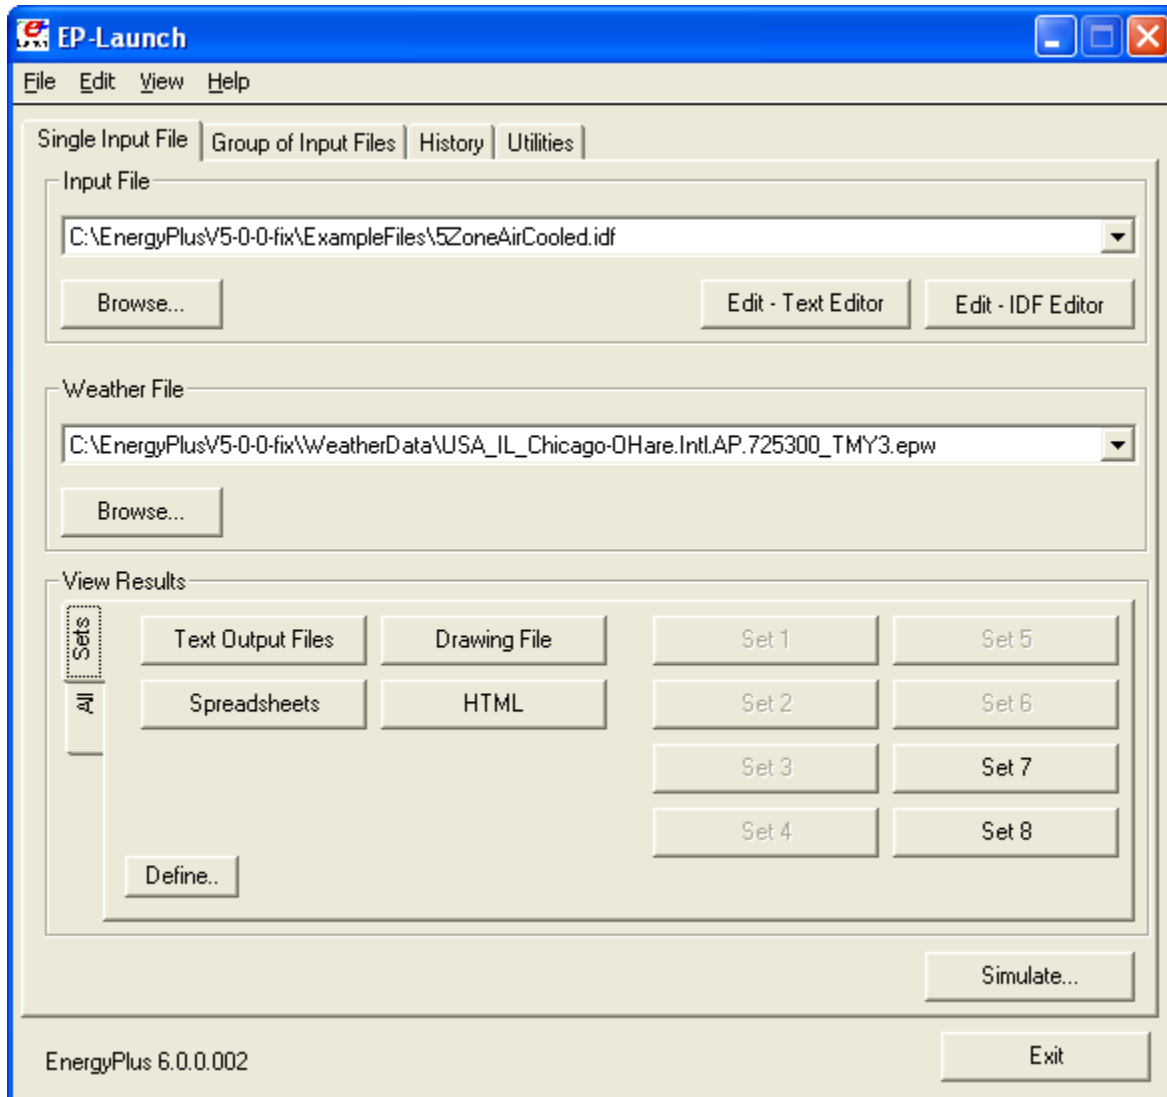 EP-Launch
File Edit View Help
Single Input File Group of Input Files History Utilities
Input File
C:\EnergyPlusV5-0-0-fix\ExampleFiles\5ZoneAirCooled.idf
Browse... Edit - Text Editor Edit - IDF Editor
Weather File
C:\EnergyPlusV5-0-0-fix\WeatherData\USA_IL_Chicago-OHare.Intl.AP.725300_TMY3.epw
Browse...
View Results
Sets
All
Text Output Files Drawing File Set 1 Set 5
Spreadsheets HTML Set 2 Set 6
Set 3 Set 7
Set 4 Set 8
Define..
Simulate...
EnergyPlus 6.0.0.002 Exit